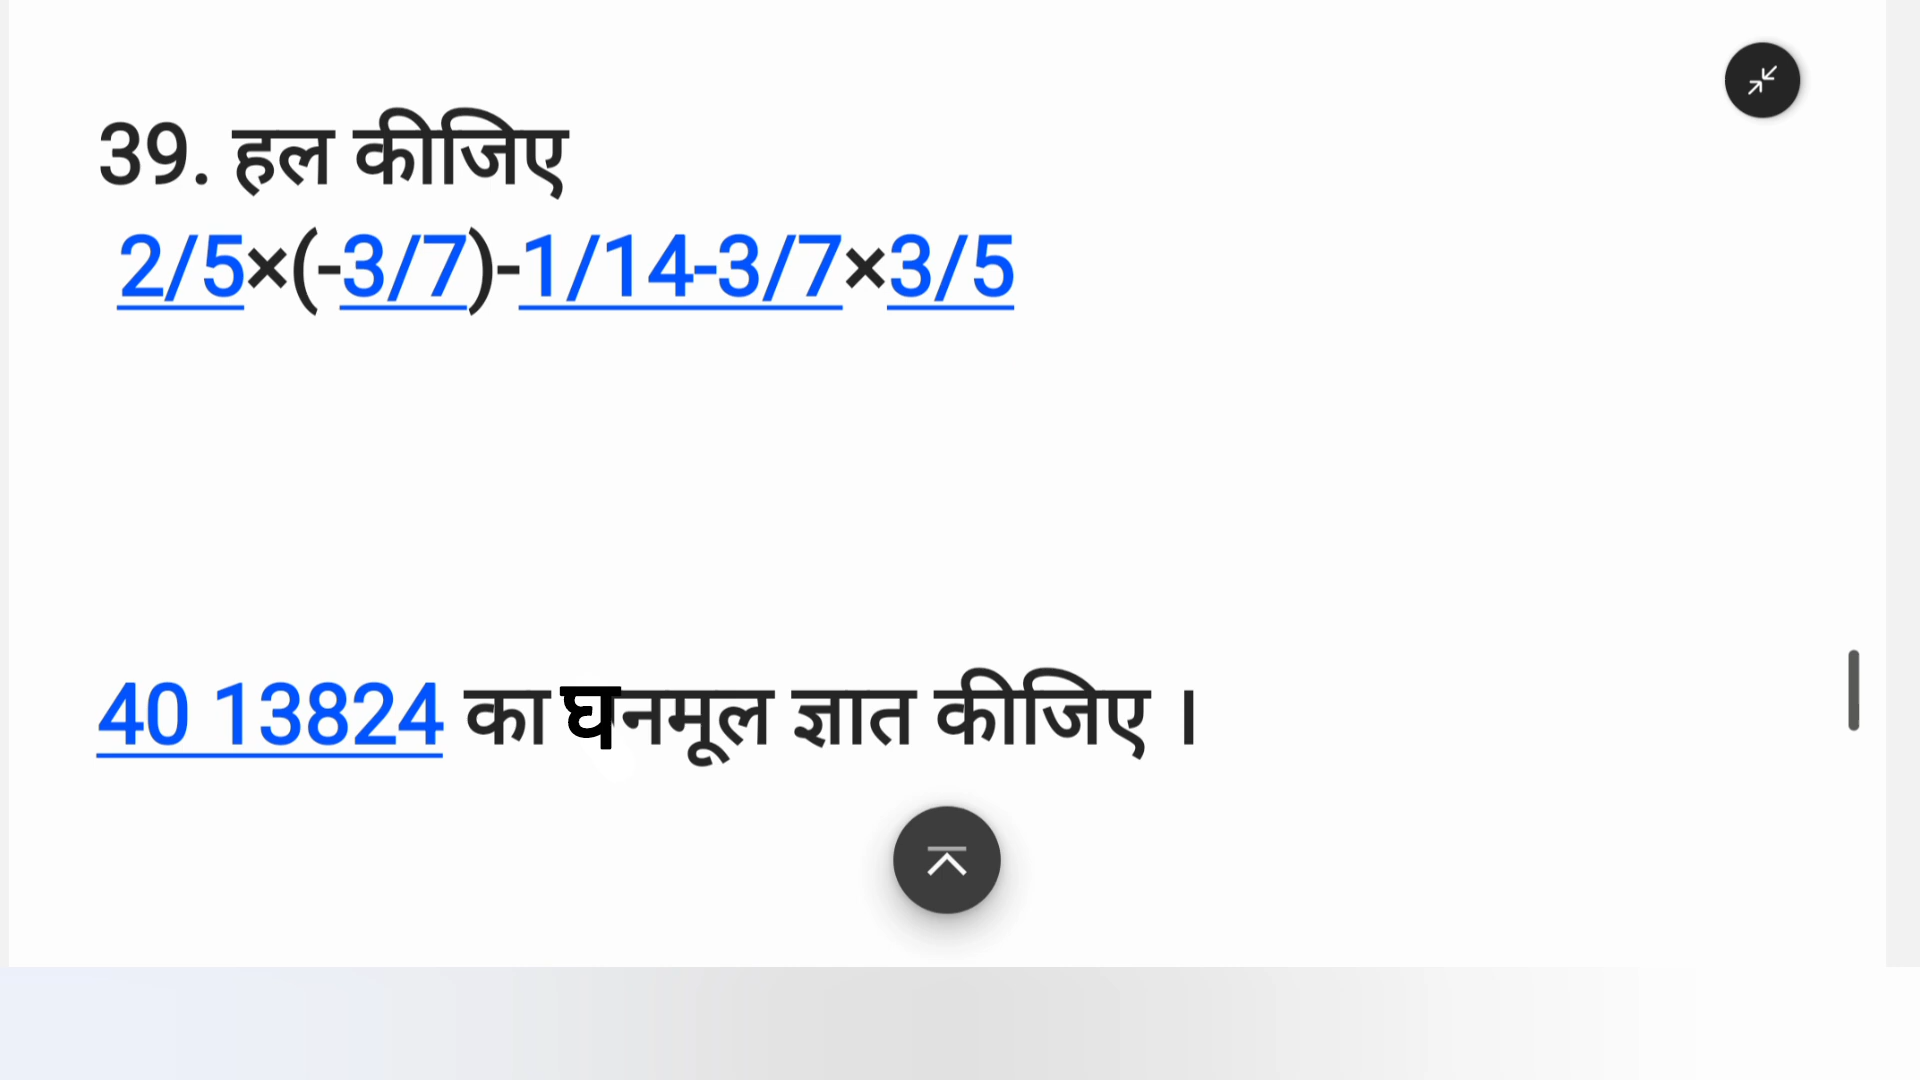 39. हल कीजिए
2/5×(-3/7)-1/14-3/7×3/5
40 13824 का घनमूल ज्ञात कीजिए ।